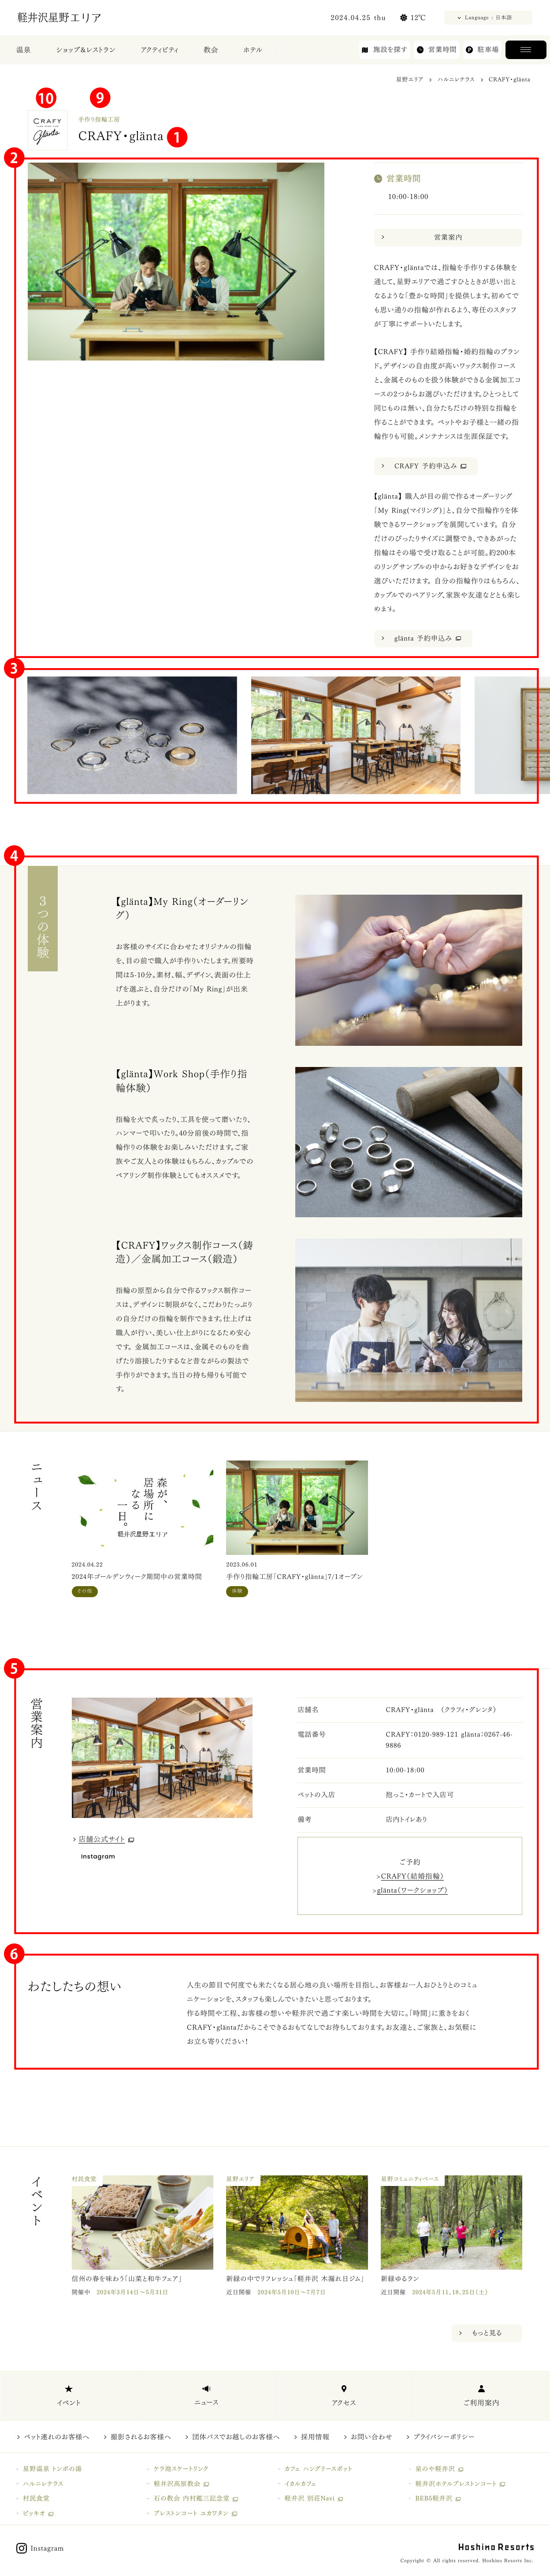 軽井沢星野エリア
2024.04.25 thu
12℃
Language : 日本語
温泉
ショップ&レストラン
アクティビティ
教会
ホテル
施設を探す
営業時間
駐車場
星野エリア > ハルニレテラス > CRAFY・glänta
10
9
CRAFY
Glänta
手作り指輪工房
CRAFY・glänta
1
2
営業時間
10:00-18:00
営業案内
CRAFY・gläntaでは、指輪を手作りする体験を
通して、星野エリアで過ごすひとときが思い出と
なるような「豊かな時間」を提供します。初めてで
も思い通りの指輪が作れるよう、専任のスタッフ
が丁寧にサポートいたします。
【CRAFY】 手作り結婚指輪・婚約指輪のブラン
ド。デザインの自由度が高いワックス制作コース
と、金属そのものを扱う体験ができる金属加工コ
ースの2つからお選びいただけます。ひとつとして
同じものは無い、自分たちだけの特別な指輪を
作ることができます。 ペットやお子様と一緒の指
輪作りも可能。メンテナンスは生涯保証です。
CRAFY 予約申込み
【glänta】 職人が目の前で作るオーダーリング
「My Ring(マイリング)」と、自分で指輪作りを体
験できるワークショップを展開しています。 自分
だけのぴったりサイズに調整でき、できあがった
指輪はその場で受け取ることが可能。約200本
のリングサンプルの中からお好きなデザインをお
選びいただけます。 自分の指輪作りはもちろん、
カップルでのペアリング、家族や友達などとも楽し
めます。
glänta 予約申込み
3
4
3つの体験
【glänta】My Ring（オーダーリン
グ）
お客様のサイズに合わせたオリジナルの指輪
を、目の前で職人が手作りいたします。所要時
間は5-10分。素材、幅、デザイン、表面の仕上
げを選ぶと、自分だけの「My Ring」が出来
上がります。
【glänta】Work Shop（手作り指
輪体験）
指輪を火で炙ったり、工具を使って磨いたり、
ハンマーで叩いたり。40分前後の時間で、指
輪作りの体験をお楽しみいただけます。ご家
族やご友人との体験はもちろん、カップルでの
ペアリング制作体験としてもオススメです。
【CRAFY】ワックス制作コース（鋳
造）／金属加工コース（鍛造）
指輪の原型から自分で作るワックス制作コー
スは、デザインに制限がなく、こだわりたっぷり
の自分だけの指輪を制作できます。仕上げは
職人が行い、美しい仕上がりになるため安心
です。 金属加工コースは、金属そのものを曲
げたり溶接したりするなど昔ながらの製法で
手作りができます。当日の持ち帰りも可能で
す。
ニュース
森が、
居場所に
なる
一日。
軽井沢星野エリア
2024.04.22
2024年ゴールデンウィーク期間中の営業時間
その他
2023.06.01
手作り指輪工房「CRAFY・glänta」7/1オープン
体験
5
営業案内
店舗公式サイト
Instagram
店舗名 CRAFY・glänta （クラフィ・グレンタ）
電話番号 CRAFY：0120-989-121 glänta：0267-46-
9886
営業時間 10:00-18:00
ペットの入店 抱っこ・カートで入店可
備考 店内トイレあり
ご予約
>CRAFY（結婚指輪）
>glänta（ワークショップ）
6
わたしたちの想い
人生の節目で何度でも来たくなる居心地の良い場所を目指し、お客様お一人おひとりとのコミュ
ニケーションを、スタッフも楽しんでいきたいと思っております。
作る時間や工程、お客様の想いや軽井沢で過ごす楽しい時間を大切に。「時間」に重きをおく
CRAFY・gläntaだからこそできるおもてなしでお待ちしております。お友達と、ご家族と、お気軽に
お立ち寄りください！
イベント
村民食堂
信州の春を味わう「山菜と和牛フェア」
開催中 2024年3月14日～5月31日
星野エリア
新緑の中でリフレッシュ「軽井沢 木漏れ日ジム」
近日開催 2024年5月10日～7月7日
星野コミュニティベース
新緑ゆるラン
近日開催 2024年5月11、18、25日（土）
もっと見る
イベント
ニュース
アクセス
ご利用案内
ペット連れのお客様へ
撮影されるお客様へ
団体バスでお越しのお客様へ
採用情報
お問い合わせ
プライバシーポリシー
星野温泉 トンボの湯
ケラ池スケートリンク
カフェ ハングリースポット
星のや軽井沢
ハルニレテラス
軽井沢高原教会
イカルカフェ
軽井沢ホテルブレストンコート
村民食堂
石の教会 内村鑑三記念堂
軽井沢 別荘Navi
BEB5軽井沢
ピッキオ
ブレストンコート ユカワタン
Instagram
Hoshino Resorts
Copyright © All rights reserved. Hoshino Resorts Inc.